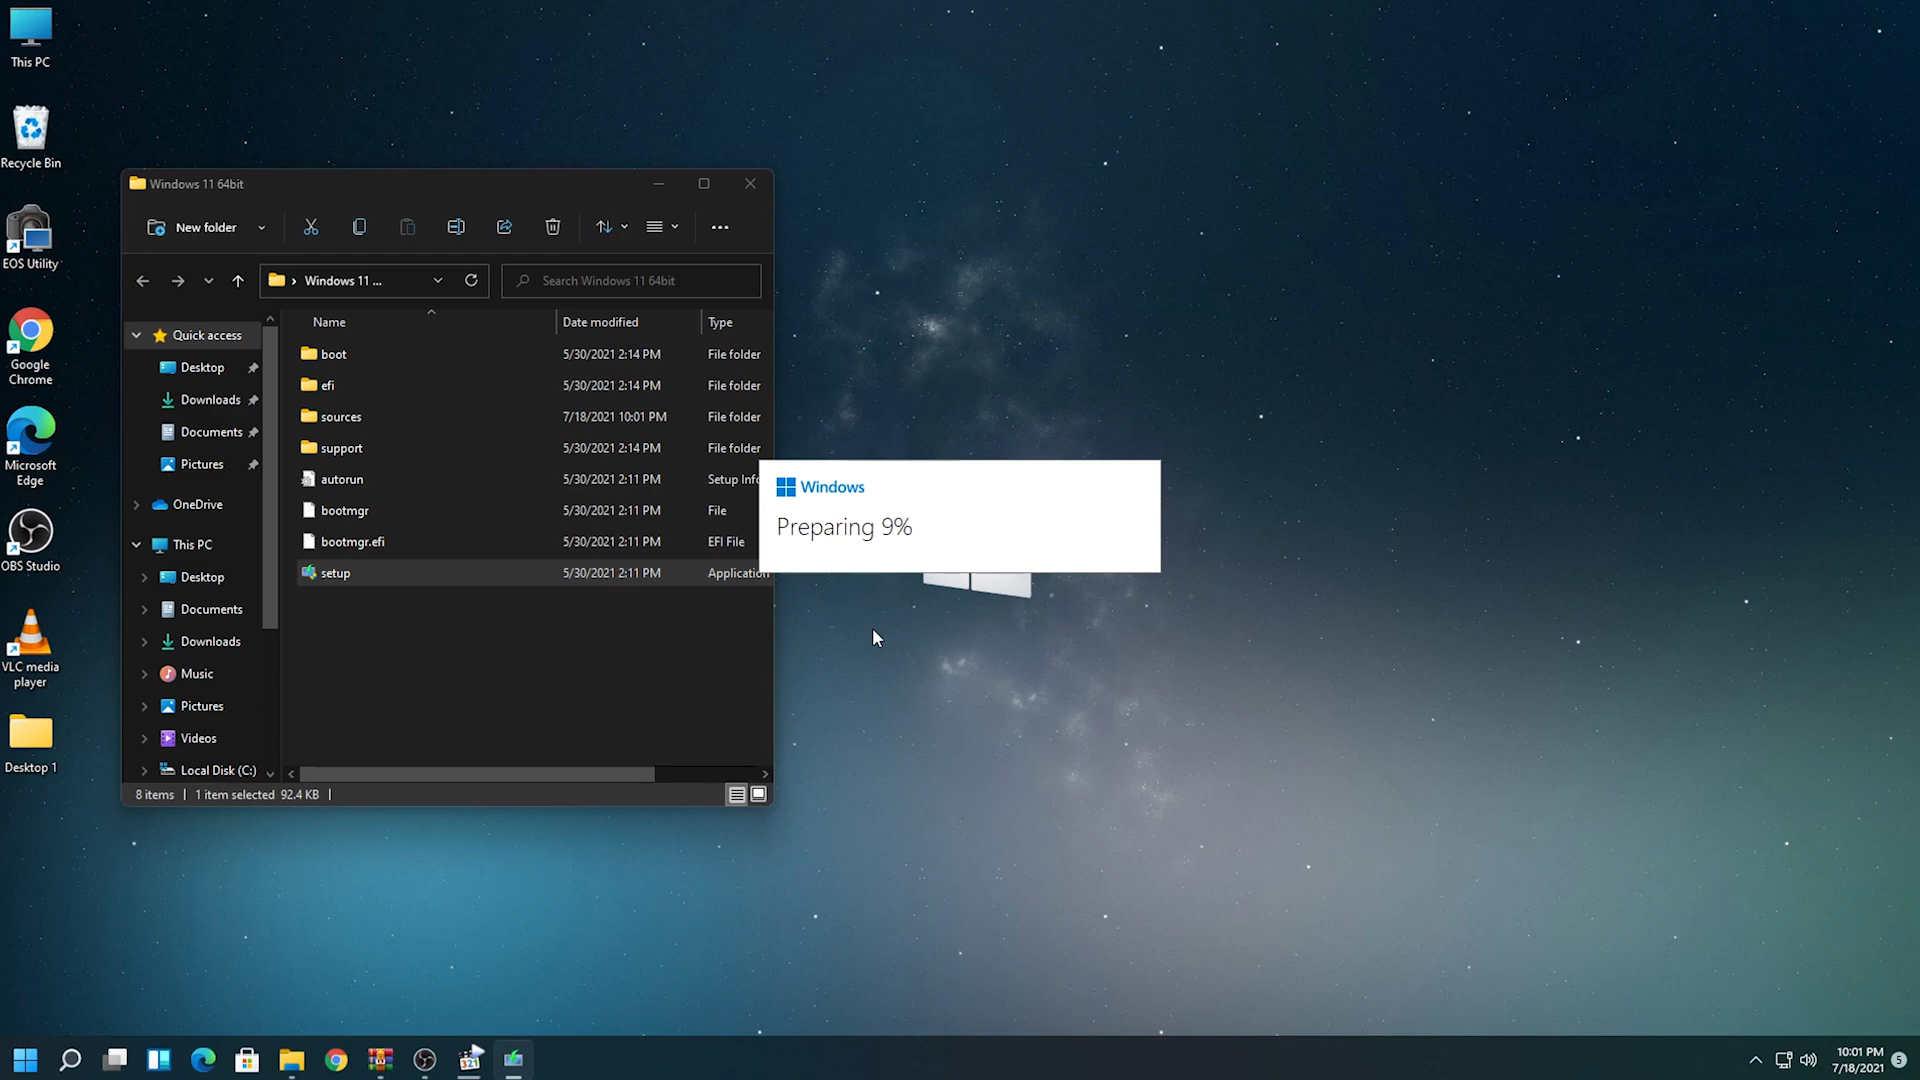 This PC
Recycle Bin
EOS Utility
Google
Chrome
Microsoft
Edge
OBS Studio
VLC media
player
Desktop 1
Windows 11 64bit
New folder
Windows 11 ...
Search Windows 11 64bit
Quick access
Desktop
Downloads
Documents
Pictures
OneDrive
This PC
Desktop
Documents
Downloads
Music
Pictures
Videos
Local Disk (C:)
Name Date modified Type
boot 5/30/2021 2:14 PM File folder
efi 5/30/2021 2:14 PM File folder
sources 7/18/2021 10:01 PM File folder
support 5/30/2021 2:14 PM File folder
autorun 5/30/2021 2:11 PM Setup Info
bootmgr 5/30/2021 2:11 PM File
bootmgr.efi 5/30/2021 2:11 PM EFI File
setup 5/30/2021 2:11 PM Application
8 items 1 item selected 92.4 KB
Windows
Preparing 9%
321
10:01 PM
7/18/2021
5